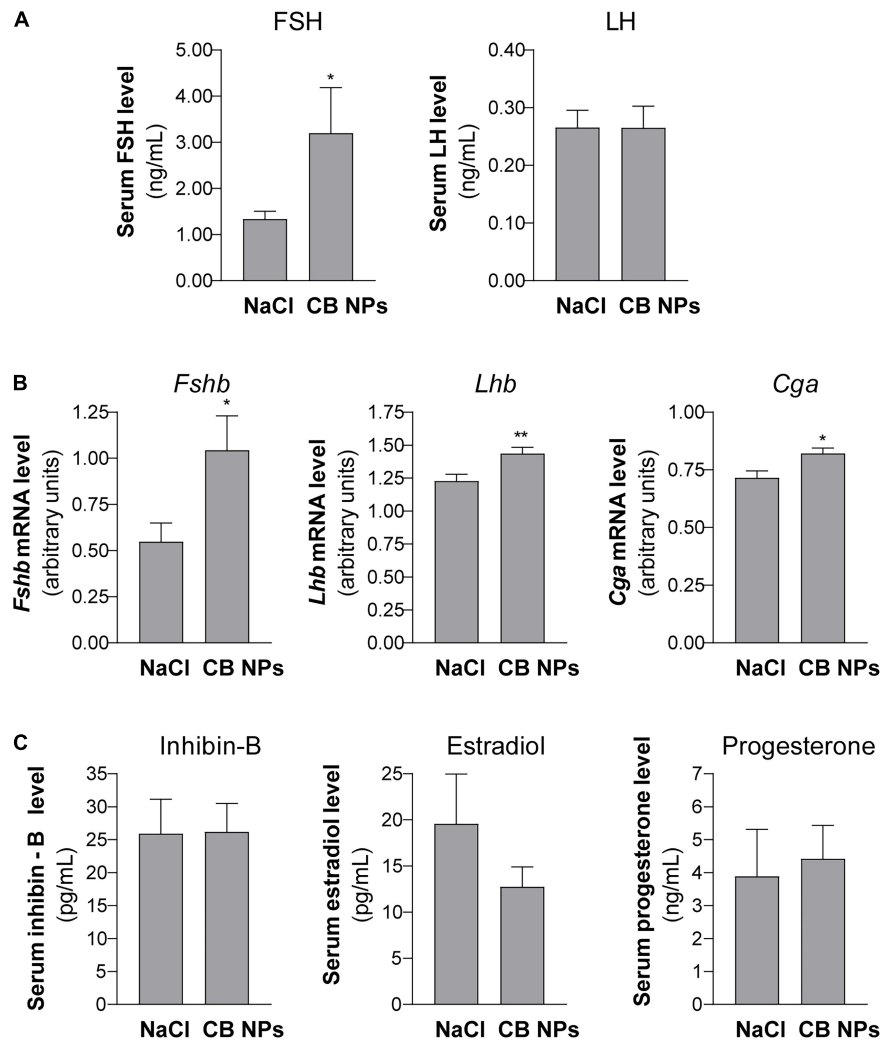 A
FSH
LH
Serum FSH level
(ng/mL)
5.00
4.00
3.00
2.00
1.00
0.00
*
NaCl CB NPs
Serum LH level
(ng/mL)
0.40
0.30
0.20
0.10
0.00
NaCl CB NPs
B
Fshb
Lhb
Cga
Fshb mRNA level
(arbitrary units)
1.25
1.00
0.75
0.50
0.25
0.00
*
NaCl CB NPs
Lhb mRNA level
(arbitrary units)
1.75
1.50
1.25
1.00
0.75
0.50
0.25
0.00
**
NaCl CB NPs
Cga mRNA level
(arbitrary units)
1.00
0.75
0.50
0.25
0.00
*
NaCl CB NPs
C
Inhibin-B
Estradiol
Progesterone
Serum inhibin - B level
(pg/mL)
35
30
25
20
15
10
5
0
NaCl CB NPs
Serum estradiol level
(pg/mL)
25
20
15
10
5
0
NaCl CB NPs
Serum progesterone level
(ng/mL)
7
6
5
4
3
2
1
0
NaCl CB NPs